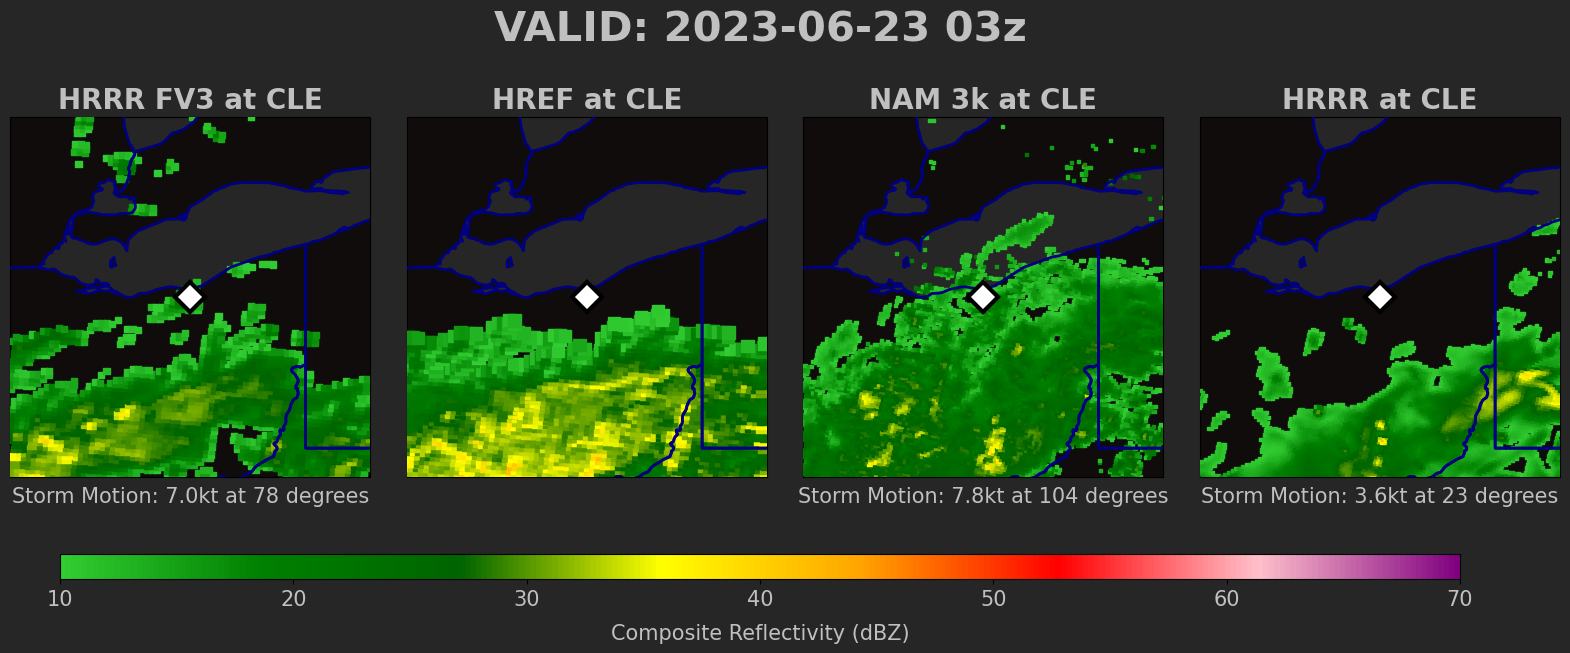 VALID: 2023-06-23 03z
HRRR FV3 at CLE
HREF at CLE
NAM 3k at CLE
HRRR at CLE
Storm Motion: 7.0kt at 78 degrees
Storm Motion: 7.8kt at 104 degrees
Storm Motion: 3.6kt at 23 degrees
10 20 30 40 50 60 70
Composite Reflectivity (dBZ)